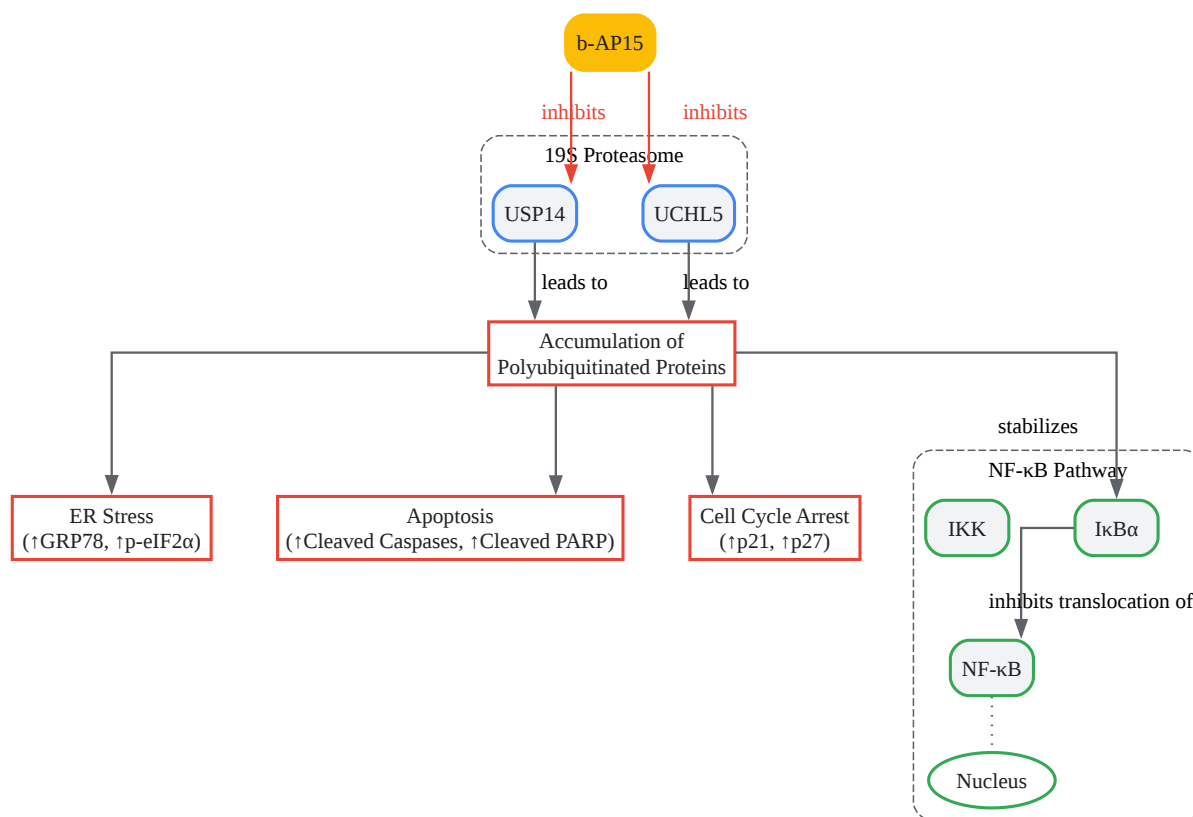 b-AP15
inhibits
inhibits
19S Proteasome
USP14
UCHL5
leads to
leads to
Accumulation of
Polyubiquitinated Proteins
stabilizes
NF-κB Pathway
ER Stress
(↑GRP78, ↑p-eIF2α)
Apoptosis
(↑Cleaved Caspases, ↑Cleaved PARP)
Cell Cycle Arrest
(↑p21, ↑p27)
IKK
IκBα
inhibits translocation of
NF-κB
Nucleus